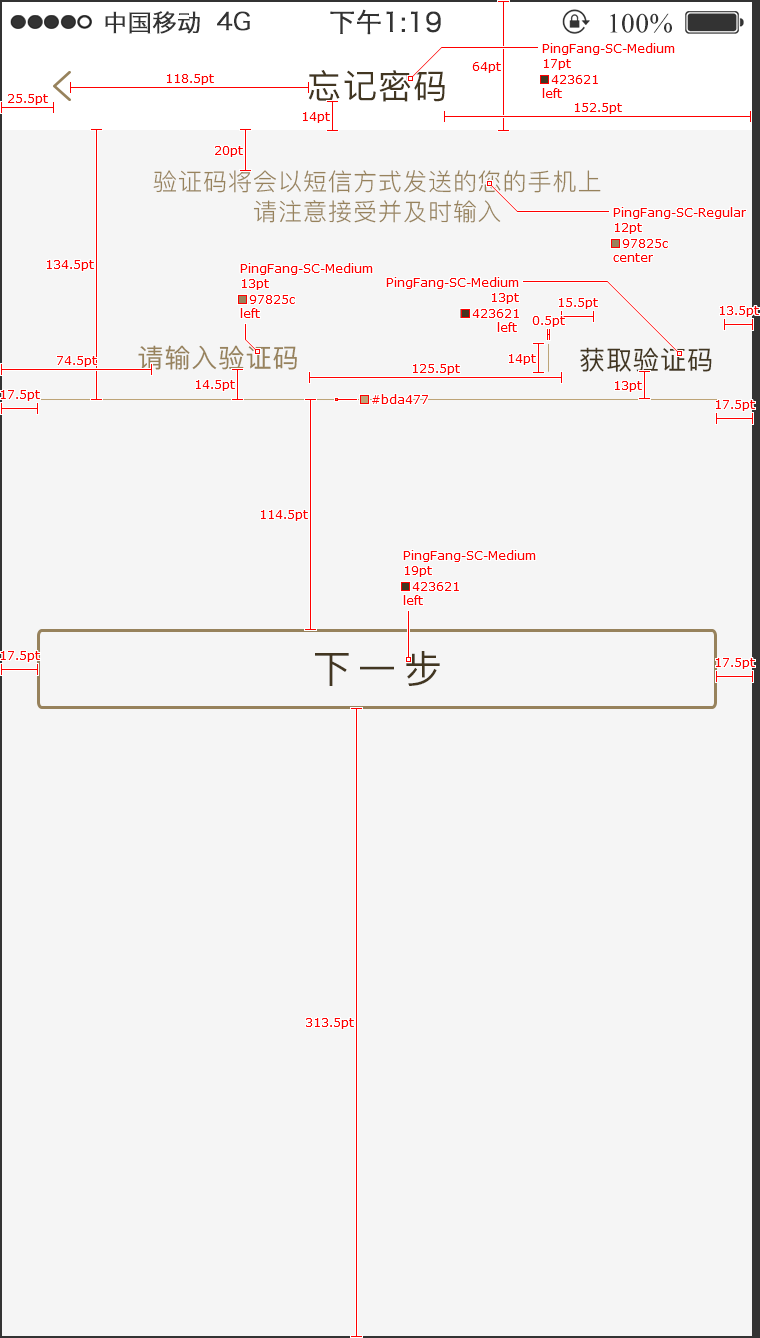 中国移动 4G 下午1:19 100%
PingFang-SC-Medium
17pt
423621
left
64pt
118.5pt
忘记密码
25.5pt
14pt
152.5pt
20pt
验证码将会以短信方式发送的您的手机上
请注意接受并及时输入
PingFang-SC-Regular
12pt
97825c
center
134.5pt
PingFang-SC-Medium
13pt
97825c
left
PingFang-SC-Medium
13pt
423621
left
15.5pt
0.5pt
13.5pt
请输入验证码
获取验证码
74.5pt
14pt
125.5pt
14.5pt
13pt
17.5pt
#bda477
17.5pt
114.5pt
PingFang-SC-Medium
19pt
423621
left
下一步
17.5pt
17.5pt
313.5pt